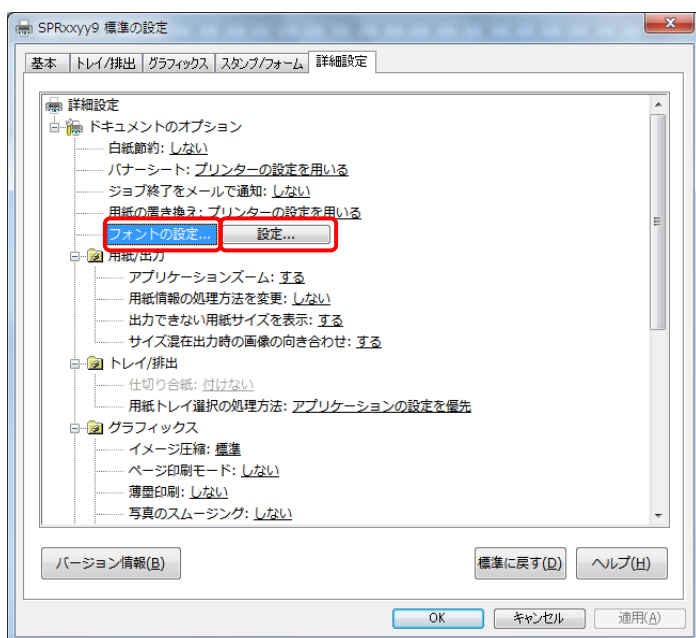 SPRxxyy9 標準の設定
基本 トレイ/排出 グラフィックス スタンプ/フォーム 詳細設定
詳細設定
ドキュメントのオプション
白紙節約: しない
バナーシート: プリンターの設定を用いる
ジョブ終了をメールで通知: しない
用紙の置き換え: プリンターの設定を用いる
フォントの設定... 設定...
用紙/出力
アプリケーションズーム: する
用紙情報の処理方法を変更: しない
出力できない用紙サイズを表示: する
サイズ混在出力時の画像の向き合わせ: する
トレイ/排出
仕切り合紙: 付けない
用紙トレイ選択の処理方法: アプリケーションの設定を優先
グラフィックス
イメージ圧縮: 標準
ページ印刷モード: しない
薄墨印刷: しない
写真のスムージング: しない
バージョン情報(B) 標準に戻す(D) ヘルプ(H)
OK キャンセル 適用(A)